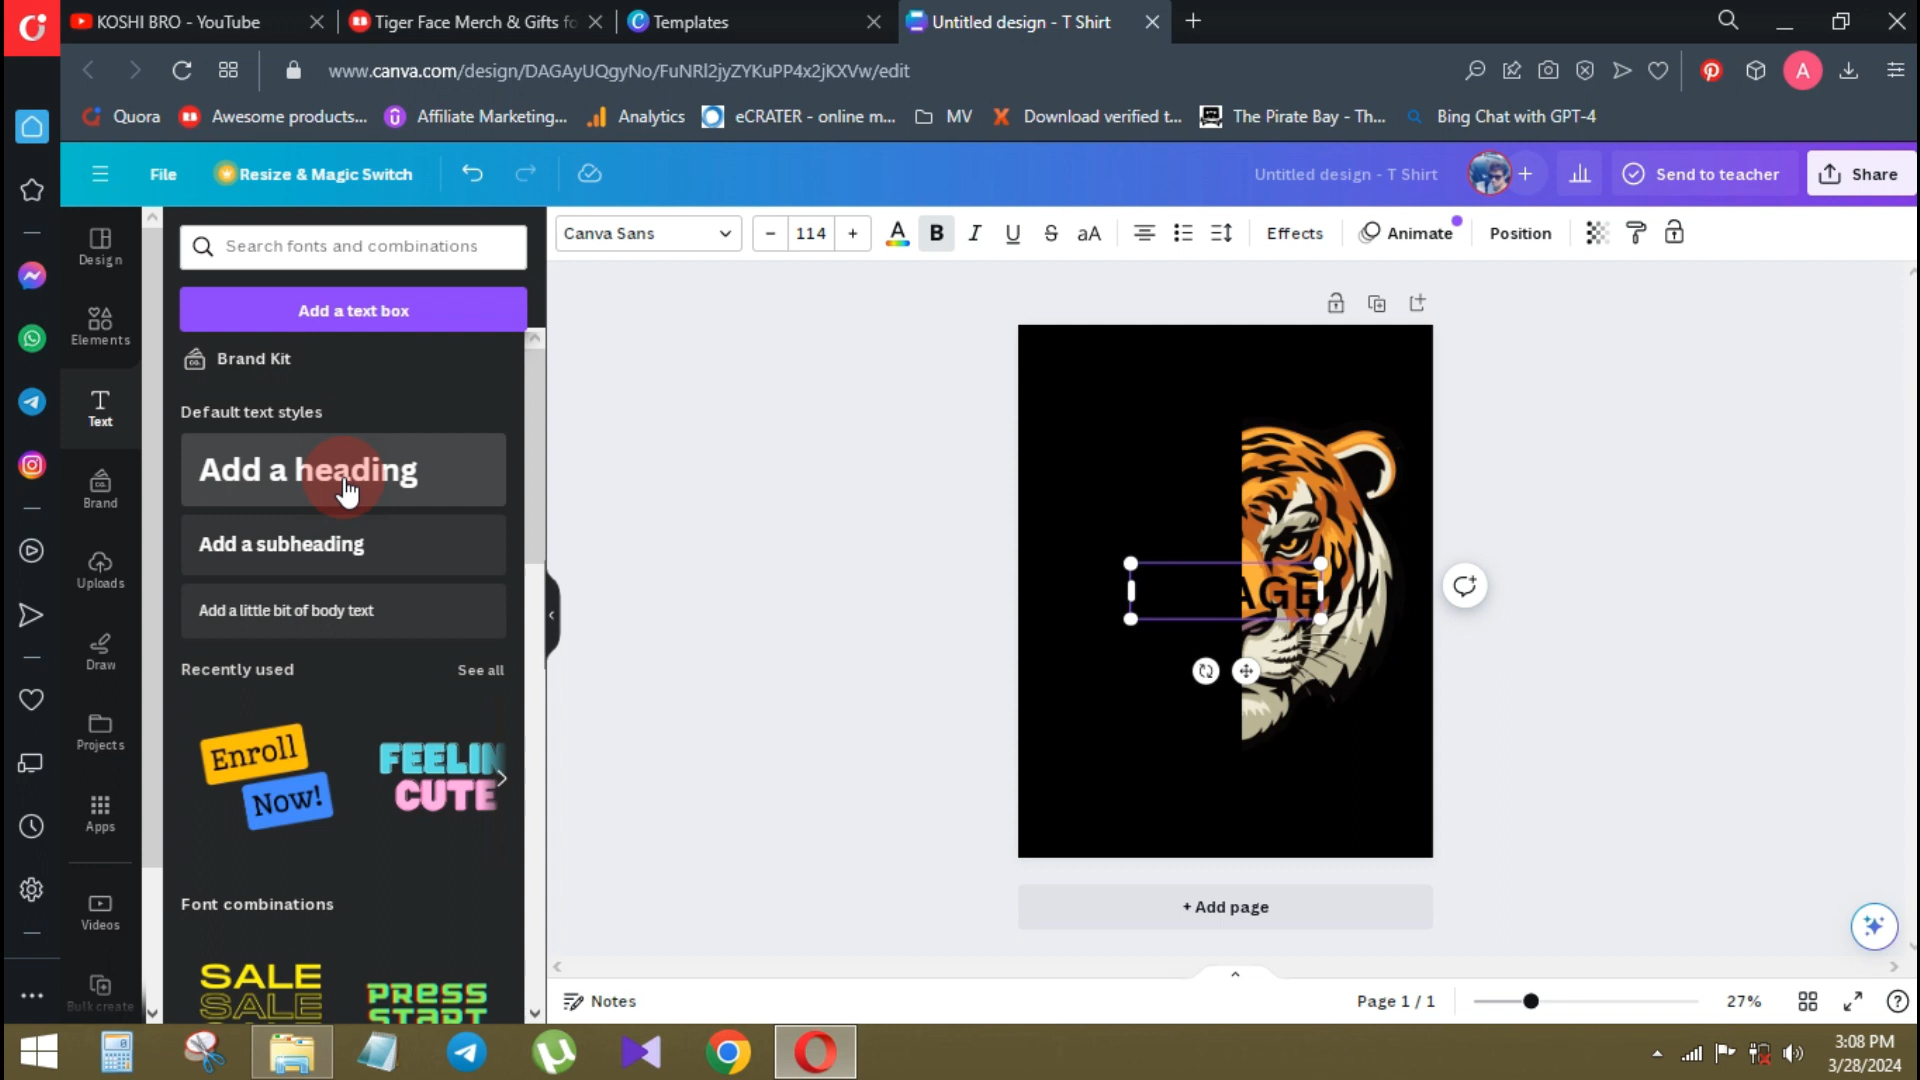 KOSHI BRO - YouTube
Tiger Face Merch & Gifts fo
Templates
Untitled design - T Shirt
www.canva.com/design/DAGAyUQgyNo/FuNRl2jyZYKuPP4x2jKXVw/edit
A
Quora
Awesome products...
Affiliate Marketing...
Analytics
eCRATER - online m...
MV
Download verified t...
The Pirate Bay - Th...
Bing Chat with GPT-4
File
Resize & Magic Switch
Untitled design - T Shirt
Send to teacher
Share
Design
Elements
Text
Brand
Uploads
Draw
Projects
Apps
Videos
Bulk create
Search fonts and combinations
Add a text box
Brand Kit
Default text styles
Add a heading
Add a subheading
Add a little bit of body text
Recently used
See all
Enroll
Now!
FEELIN
CUTE
Font combinations
SALE
SALE
PRESS
START
Canva Sans
- 114 +
A B I U S aA
Effects
Animate
Position
AGE
+ Add page
Notes
Page 1 / 1
27%
3:08 PM
3/28/2024